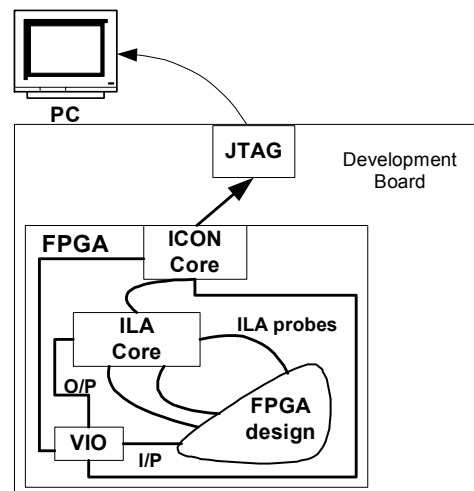 PC
JTAG
Development
Board
FPGA
ICON
Core
ILA
Core
ILA probes
O/P
FPGA
design
VIO
I/P